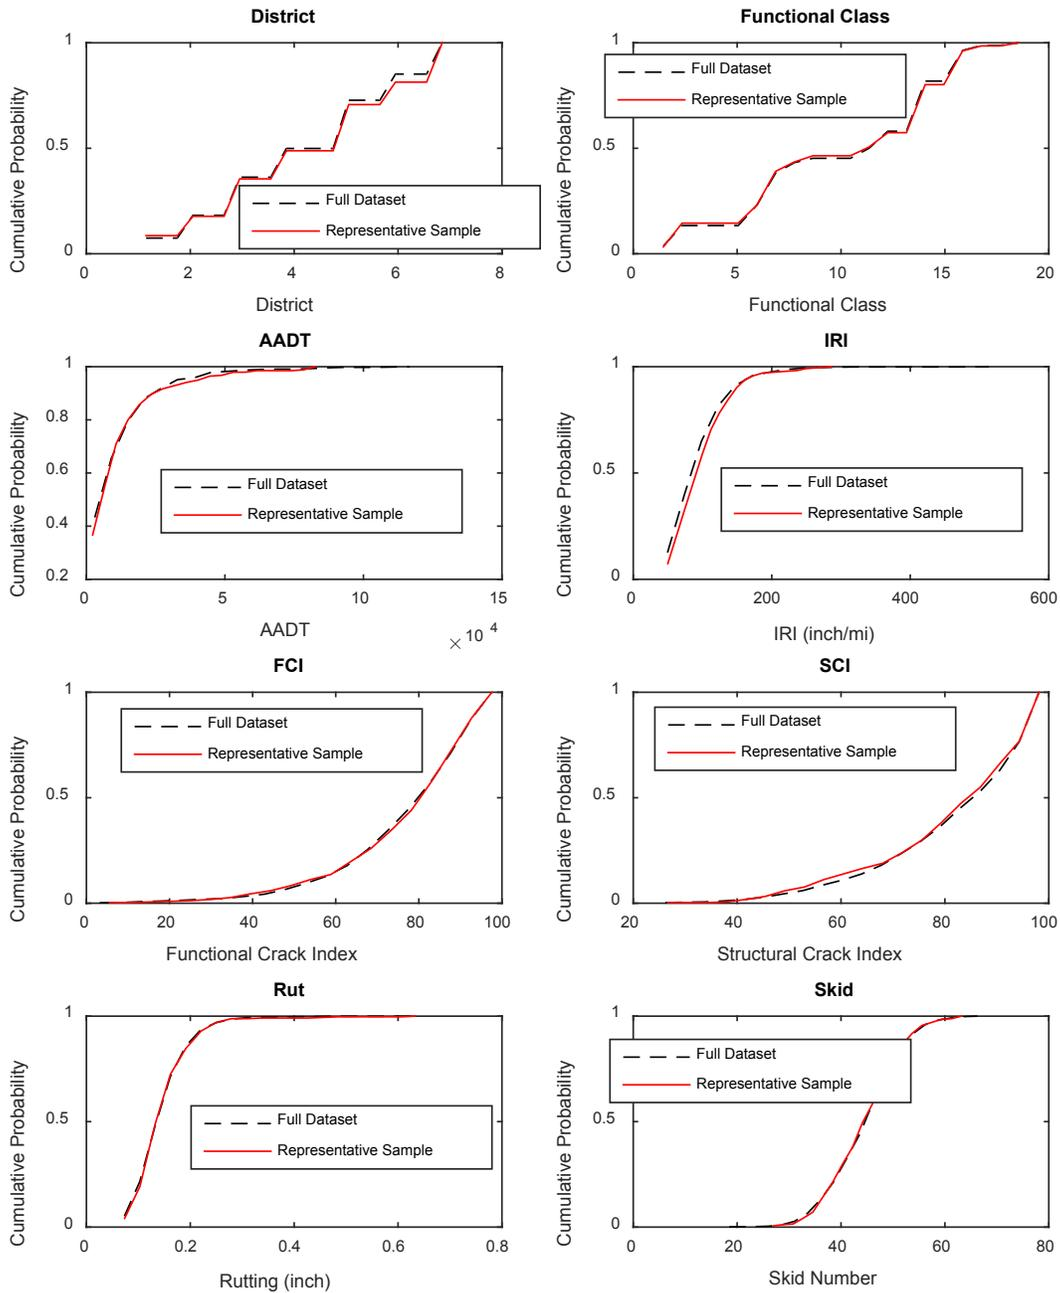 District
Cumulative Probability
1
0.5
0
Full Dataset
Representative Sample
0 2 4 6 8
District
Functional Class
Cumulative Probability
1
0.5
0
Full Dataset
Representative Sample
0 5 10 15 20
Functional Class
AADT
Cumulative Probability
1
0.8
0.6
0.4
0.2
Full Dataset
Representative Sample
0 5 10 15
AADT
× 10 4
IRI
Cumulative Probability
1
0.5
0
Full Dataset
Representative Sample
0 200 400 600
IRI (inch/mi)
FCI
Cumulative Probability
1
0.5
0
Full Dataset
Representative Sample
0 20 40 60 80 100
Functional Crack Index
SCI
Cumulative Probability
1
0.5
0
Full Dataset
Representative Sample
20 40 60 80 100
Structural Crack Index
Rut
Cumulative Probability
1
0.5
0
Full Dataset
Representative Sample
0 0.2 0.4 0.6 0.8
Rutting (inch)
Skid
Cumulative Probability
1
0.5
0
Full Dataset
Representative Sample
0 20 40 60 80
Skid Number